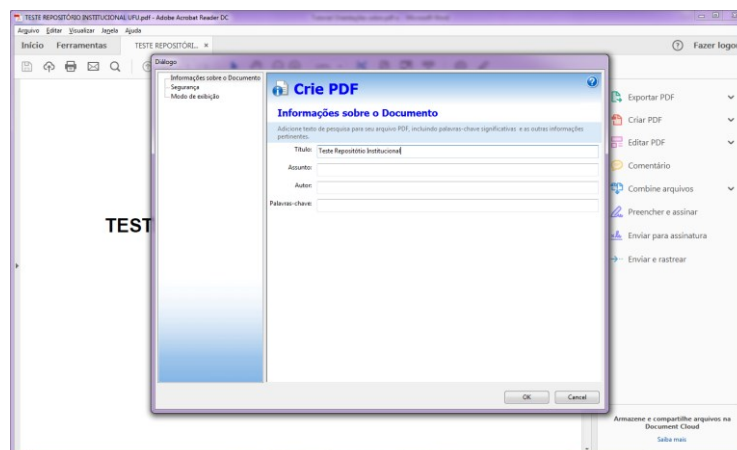 TESTE REPOSITÓRIO INSTITUCIONAL UFU.pdf - Adobe Acrobat Reader DC
Arquivo Editar Visualizar Janela Ajuda
Início Ferramentas TESTE REPOSITÓRI... ×
Fazer logon
Diálogo
Informações sobre o Documento
Segurança
Modo de exibição
Crie PDF
Informações sobre o Documento
Adicione texto de pesquisa para seu arquivo PDF, incluindo palavras-chave significativas e as outras informações
pertinentes.
Título: Teste Repositótio Institucional
Assunto:
Autor:
Palavras-chave:
OK Cancel
TEST
Exportar PDF
Criar PDF
Editar PDF
Comentário
Combine arquivos
Preencher e assinar
Enviar para assinatura
Enviar e rastrear
Armazene e compartilhe arquivos na
Document Cloud
Saiba mais